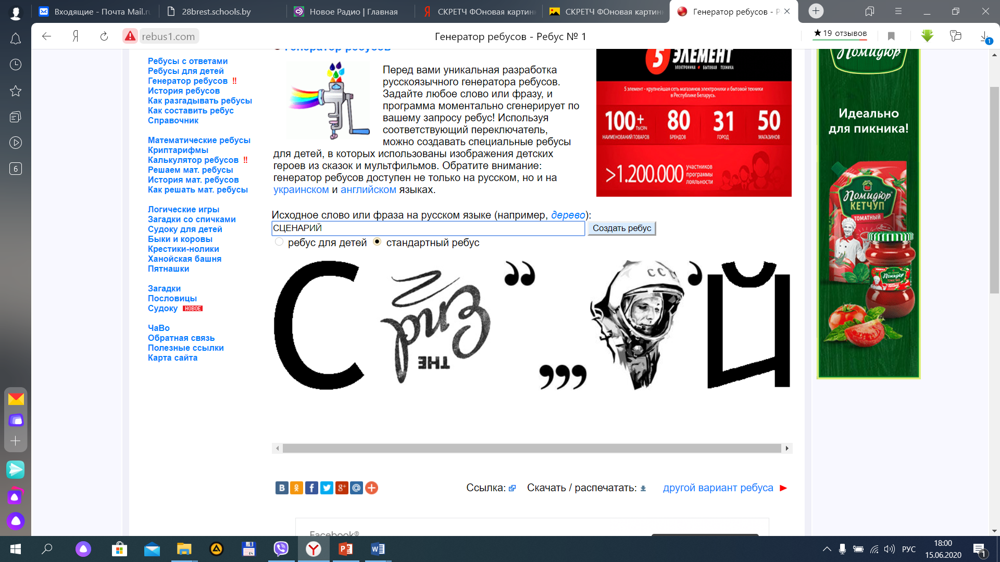 Входящие - Почта Mail.ru
28brest.schools.by
Новое Радио | Главная
СКРЕТЧ ФОновая картин
СКРЕТЧ ФОновая картин
Генератор ребусов - Р
rebus1.com
Генератор ребусов - Ребус № 1
★19 отзывов
1
6
Генератор ребусов
Ребусы с ответами
Ребусы для детей
Генератор ребусов !!
История ребусов
Как разгадывать ребусы
Как составить ребус
Справочник
Математические ребусы
Криптарифмы
Калькулятор ребусов !!
Решаем мат. ребусы
История мат. ребусов
Как решать мат. ребусы
Логические игры
Загадки со спичками
Судоку для детей
Быки и коровы
Крестики-нолики
Ханойская башня
Пятнашки
Загадки
Пословицы
Судоку НОВОЕ
ЧаВо
Обратная связь
Полезные ссылки
Карта сайта
Перед вами уникальная разработка
русскоязычного генератора ребусов.
Задайте любое слово или фразу, и
программа моментально сгенерирует по
вашему запросу ребус! Используя
соответствующий переключатель,
можно создавать специальные ребусы
для детей, в которых использованы изображения детских
героев из сказок и мультфильмов. Обратите внимание:
генератор ребусов доступен не только на русском, но и на
украинском и английском языках.
5 ЭЛЕМЕНТ
ЭЛЕКТРОНИКА И БЫТОВАЯ ТЕХНИКА
5 элемент - крупнейшая сеть магазинов электроники и бытовой техники
в Республике Беларусь.
100+ ТЫСЯЧ
НАИМЕНОВАНИЙ ТОВАРОВ
80
БРЕНДОВ
31
ГОРОД
50
МАГАЗИНОВ
>1.200.000
участников
программы
лояльности
Помидюр
Идеально
для пикника!
Помидюр
КЕТЧУП
ТОМАТНЫЙ
Исходное слово или фраза на русском языке (например, дерево):
СЦЕНАРИЙ
Создать ребус
ребус для детей
стандартный ребус
С
THE
End
,,
,,,
ССС
,
Й
Ссылка:
Скачать / распечатать:
другой вариант ребуса
Facebook®
РУС
18:00
15.06.2020
1